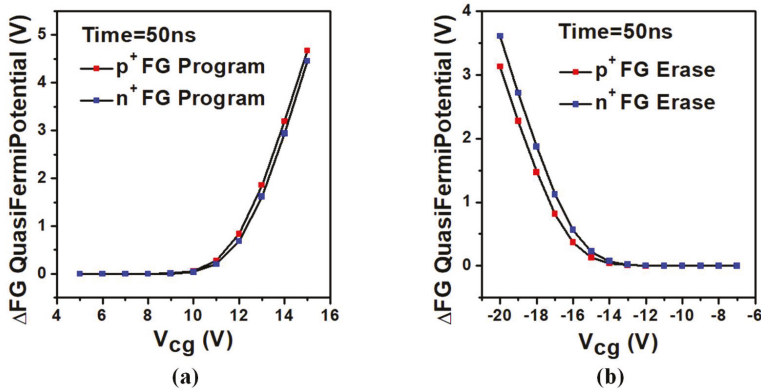 Time=50ns
p+ FG Program
n+ FG Program
ΔFG QuasiFermiPotential (V)
5
4
3
2
1
0
4 6 8 10 12 14 16
Vcg (V)
(a)
Time=50ns
p+ FG Erase
n+ FG Erase
ΔFG QuasiFermiPotential (V)
4
3
2
1
0
-20 -18 -16 -14 -12 -10 -8 -6
Vcg (V)
(b)